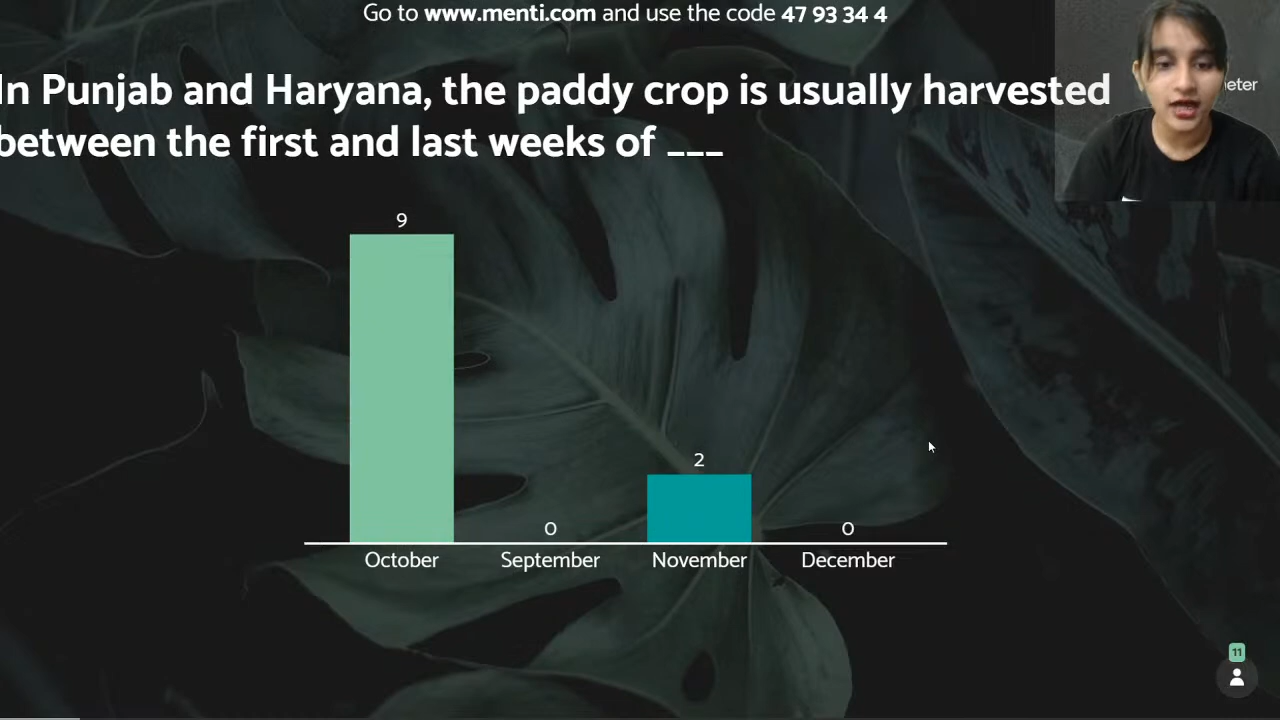 Go to www.menti.com and use the code 47 93 34 4
In Punjab and Haryana, the paddy crop is usually harvested
between the first and last weeks of ___
eter
9
0
2
0
October
September
November
December
11